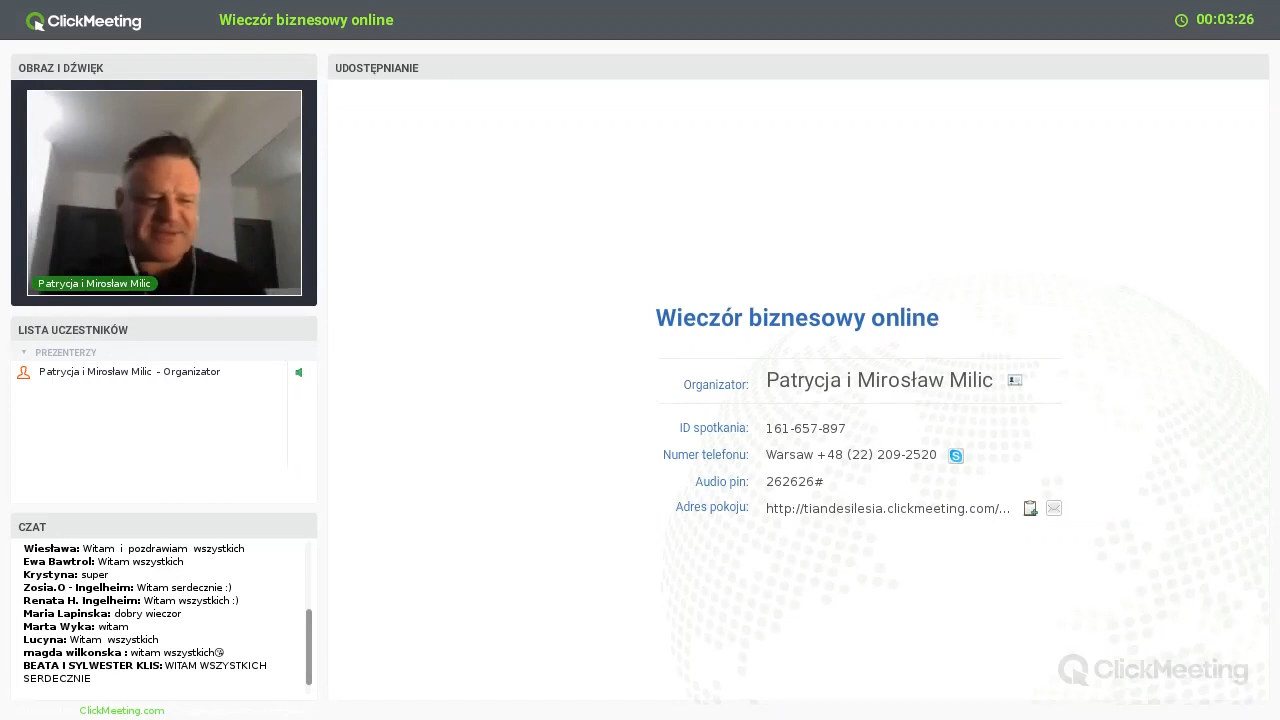 ClickMeeting
Wieczór biznesowy online
00:03:26
OBRAZ I DŹWIĘK
Patrycja i Mirosław Milic
LISTA UCZESTNIKÓW
PREZENTERZY
Patrycja i Mirosław Milic - Organizator
CZAT
Wiesława: Witam i pozdrawiam wszystkich
Ewa Bawtrol: Witam wszystkich
Krystyna: super
Zosia.O - Ingelheim: Witam serdecznie :)
Renata H. Ingelheim: Witam wszystkich :)
Maria Lapinska: dobry wieczor
Marta Wyka: witam
Lucyna: Witam wszystkich
magda wilkonska : witam wszystkich😘
BEATA I SYLWESTER KLIS: WITAM WSZYSTKICH
SERDECZNIE
ClickMeeting.com
UDOSTĘPNIANIE
Wieczór biznesowy online
Organizator: Patrycja i Mirosław Milic
ID spotkania: 161-657-897
Numer telefonu: Warsaw +48 (22) 209-2520
Audio pin: 262626#
Adres pokoju: http://tiandesilesia.clickmeeting.com/...
ClickMeeting